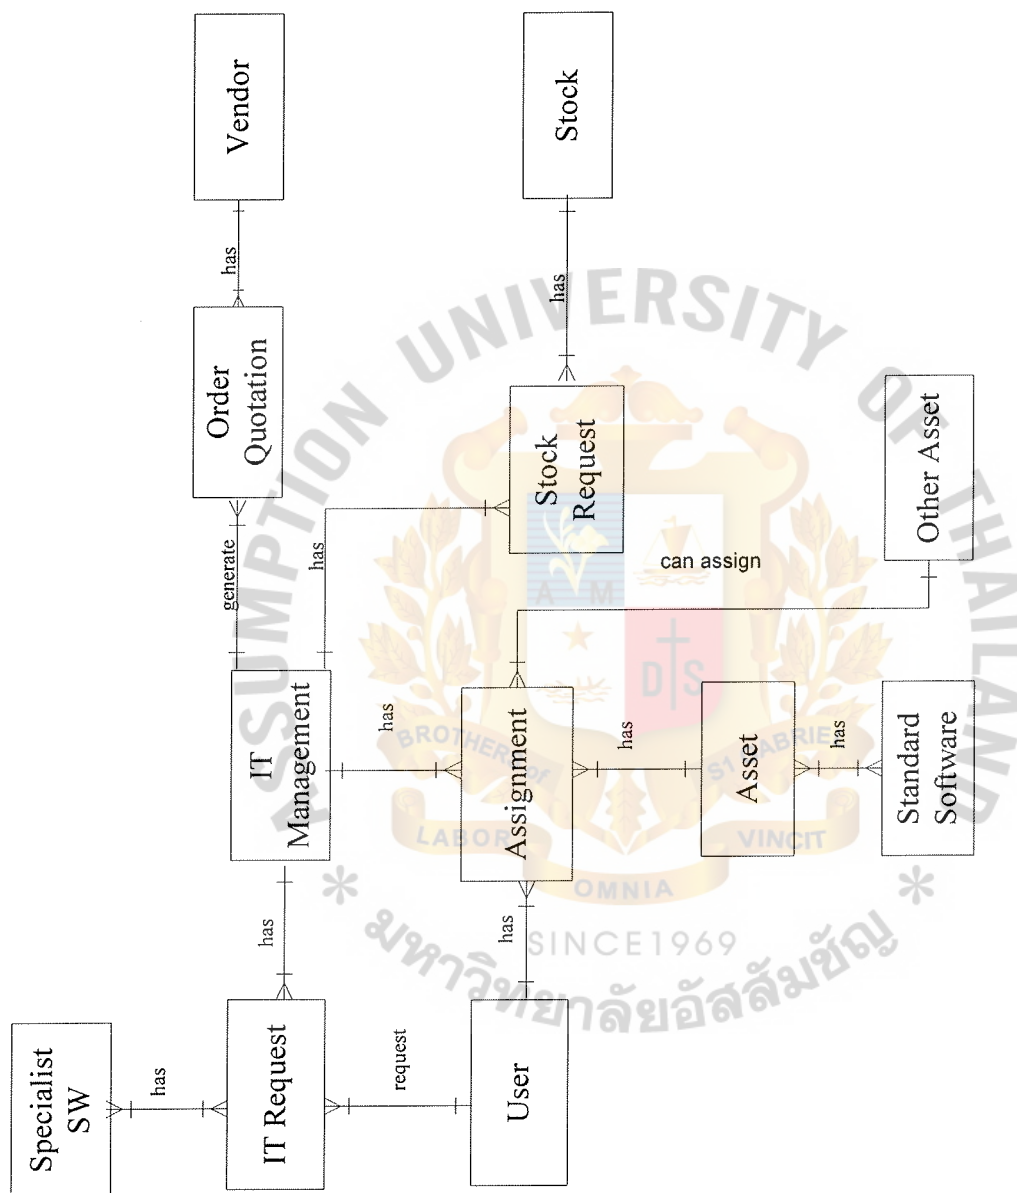 Specialist
SW
has
IT Request
request
User
has
has
IT
Management
has
Assignment
has
Asset
has
Standard
Software
generate
has
can assign
Order
Quotation
Stock
Request
Other Asset
has
has
Vendor
Stock
ASSUMPTION UNIVERSITY OF THAILAND
มหาวิทยาลัยอัสสัมชัญ
A M
D S
BROTHERS of
ST GABRIEL
LABOR
OMNIA
VINCIT
SINCE1969